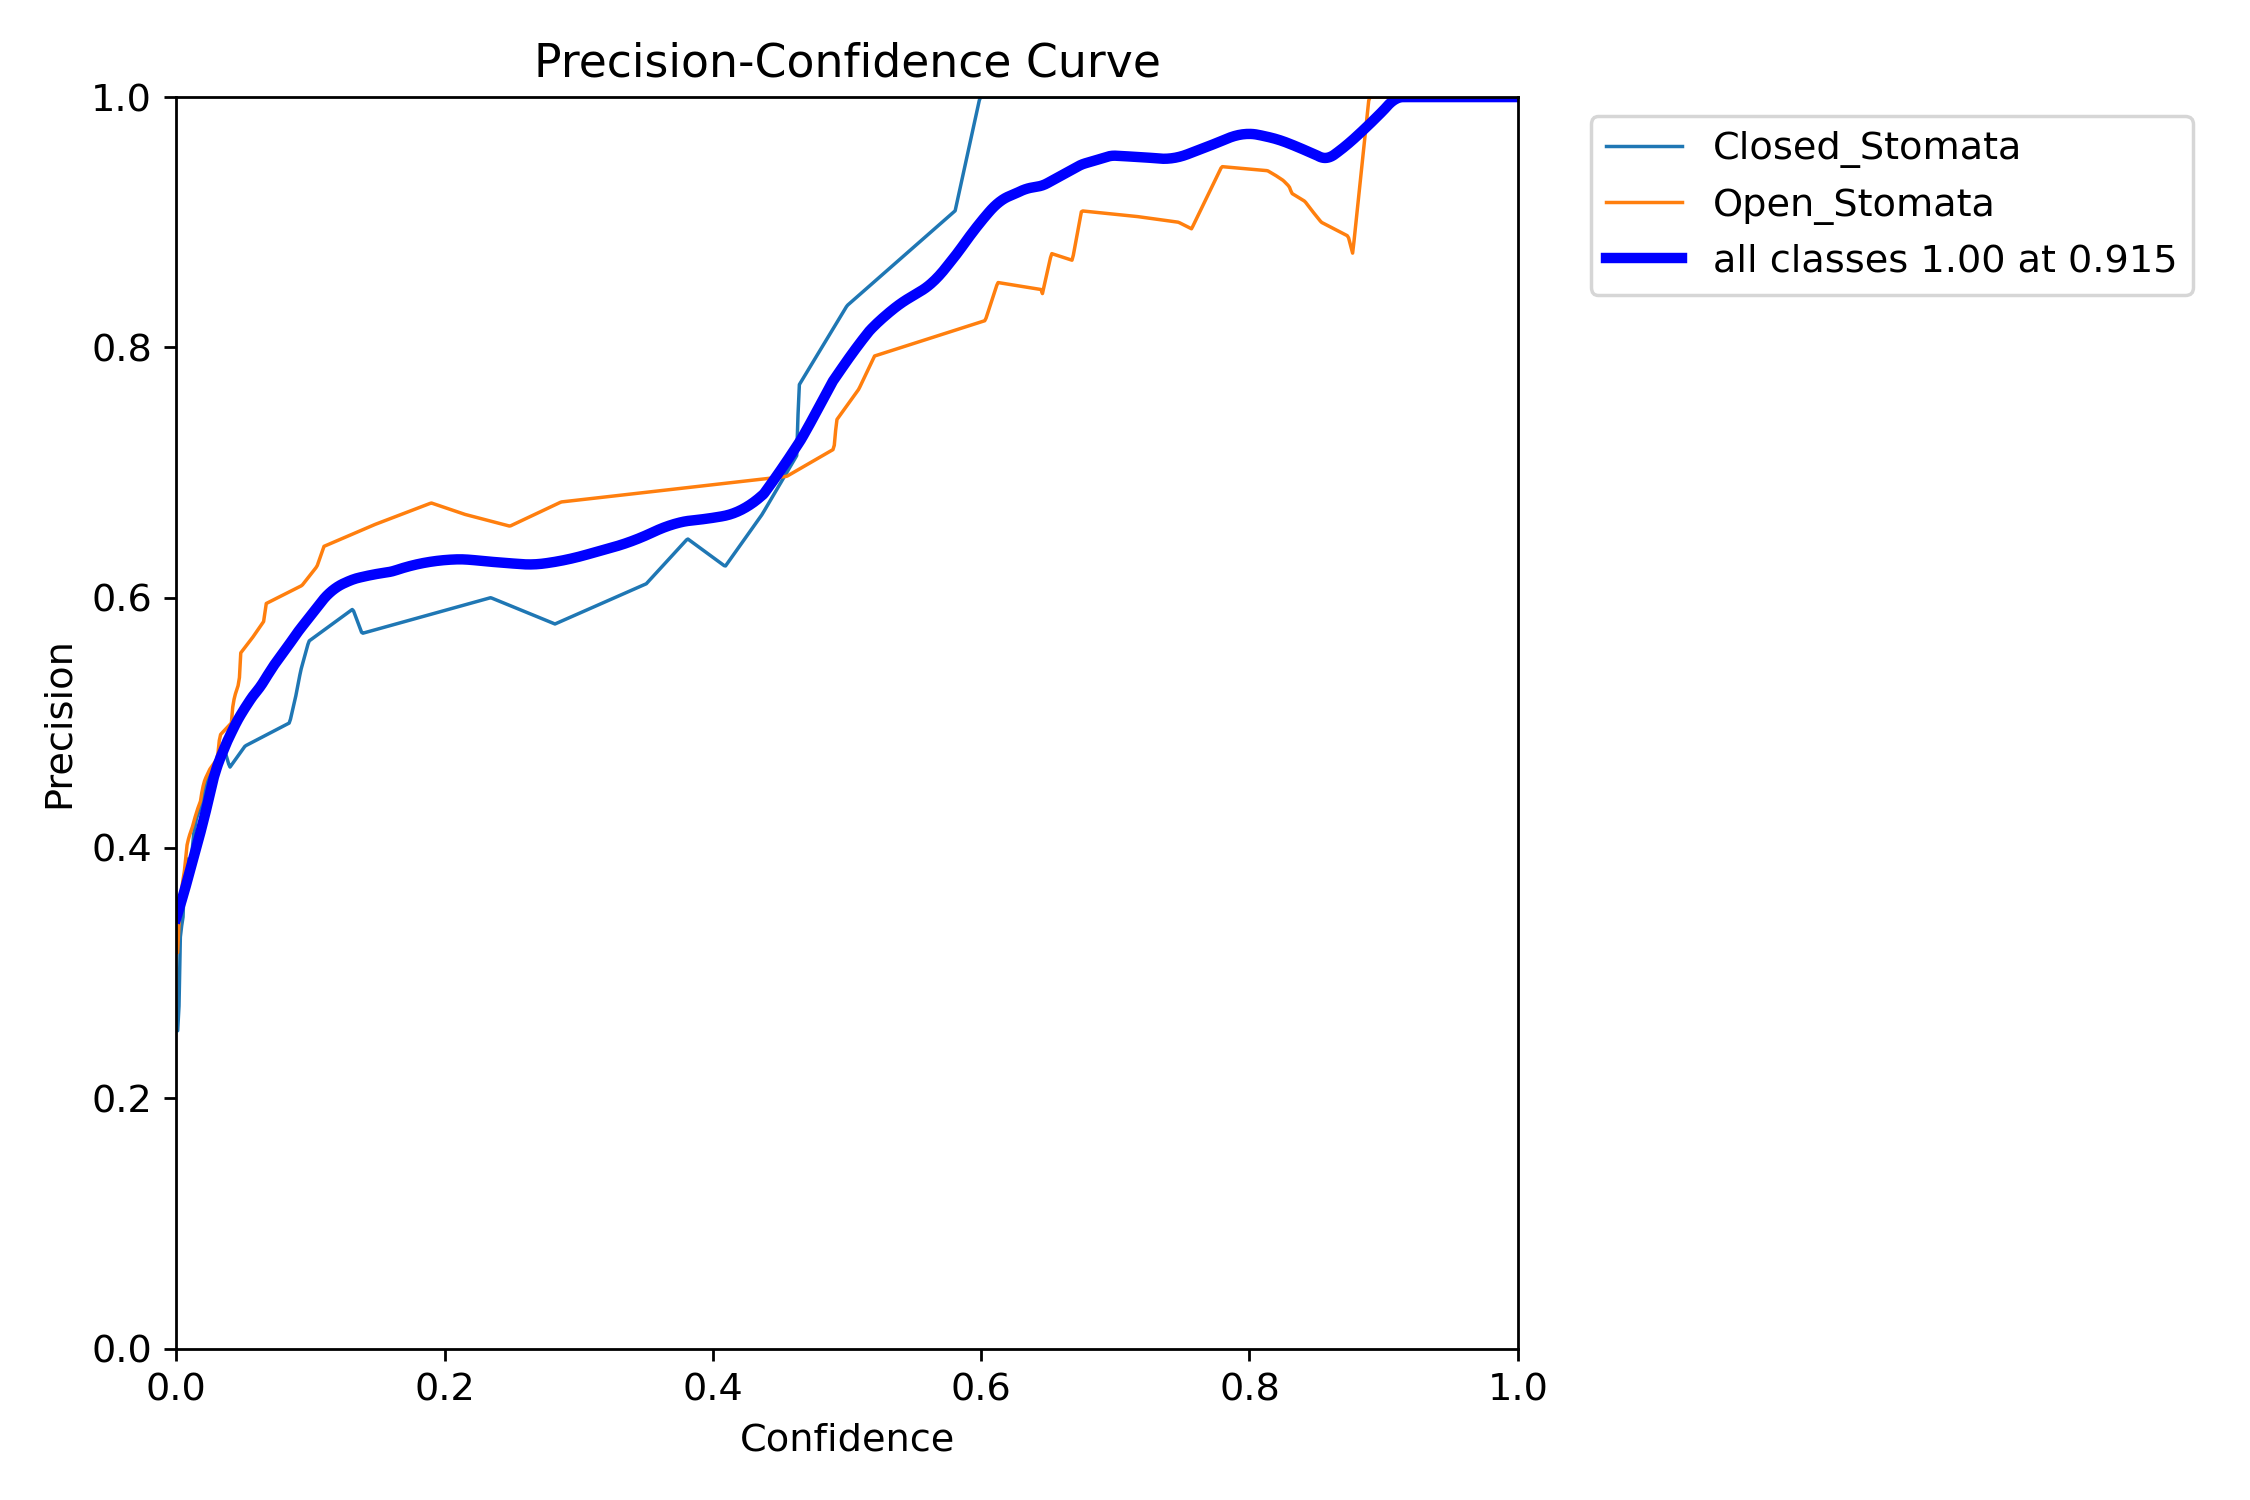 Precision-Confidence Curve
1.0
0.8
0.6
0.4
0.2
0.0
Precision
0.0 0.2 0.4 0.6 0.8 1.0
Confidence
Closed_Stomata
Open_Stomata
all classes 1.00 at 0.915